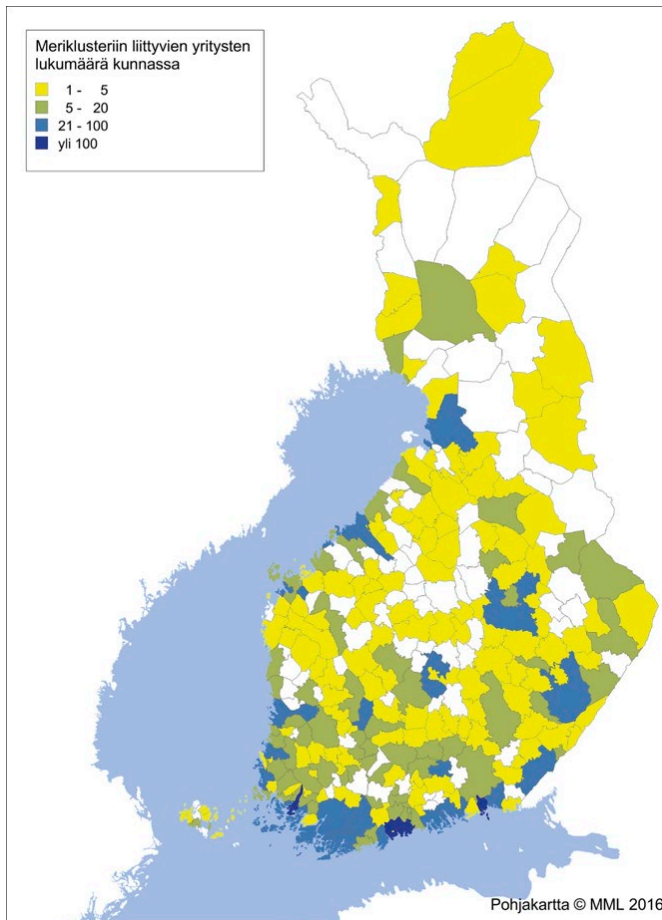 Meriklusteriin liittyvien yritysten
lukumäärä kunnassa
1 - 5
5 - 20
21 - 100
yli 100
Pohjakartta © MML 2016